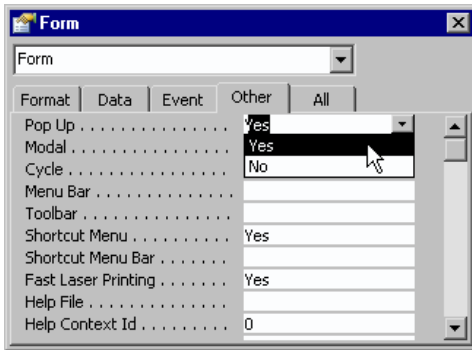 Form
Form
Format Data Event Other All
Pop Up . . . . . . . . . . . . . . . Yes
Modal . . . . . . . . . . . . . . . . Yes
Cycle . . . . . . . . . . . . . . . . No
Menu Bar . . . . . . . . . . . . .
Toolbar . . . . . . . . . . . . . .
Shortcut Menu . . . . . . . . . . Yes
Shortcut Menu Bar . . . . . . .
Fast Laser Printing . . . . . . . Yes
Help File . . . . . . . . . . . . . .
Help Context Id . . . . . . . . . 0